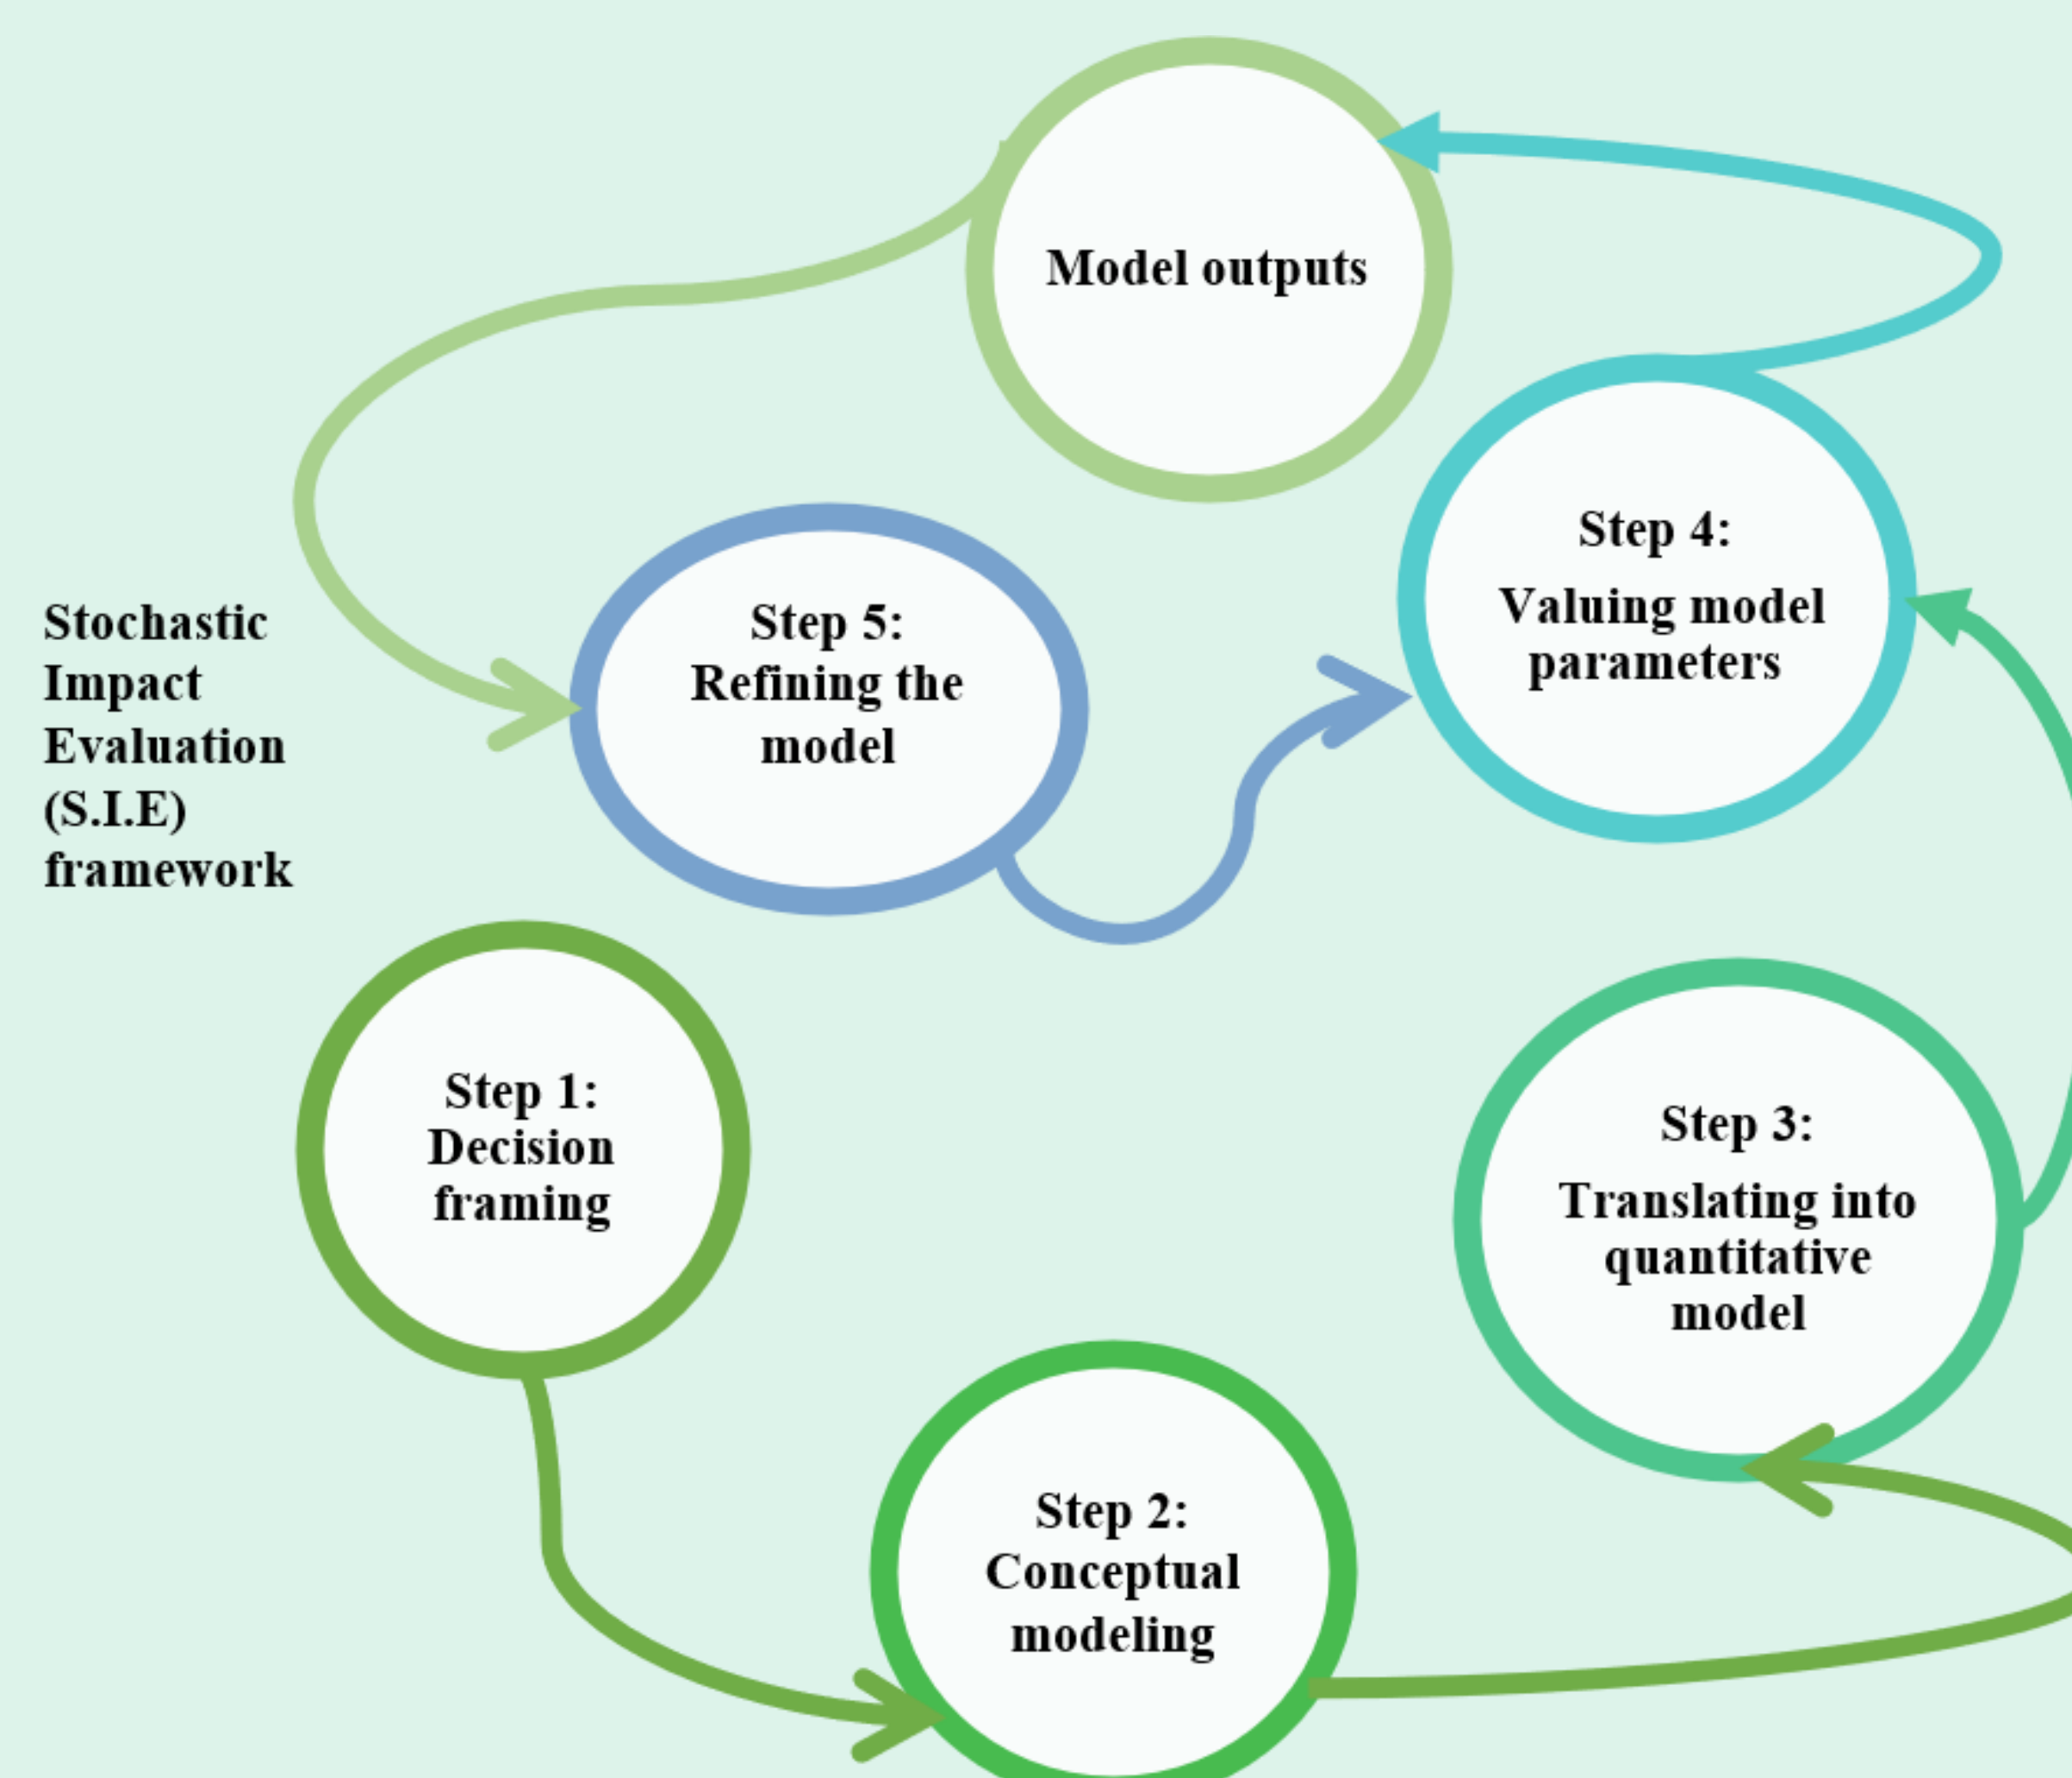 Model outputs
Step 4:
Valuing model
parameters
Step 5:
Refining the
model
Stochastic
Impact
Evaluation
(S.I.E)
framework
Step 1:
Decision
framing
Step 3:
Translating into
quantitative
model
Step 2:
Conceptual
modeling